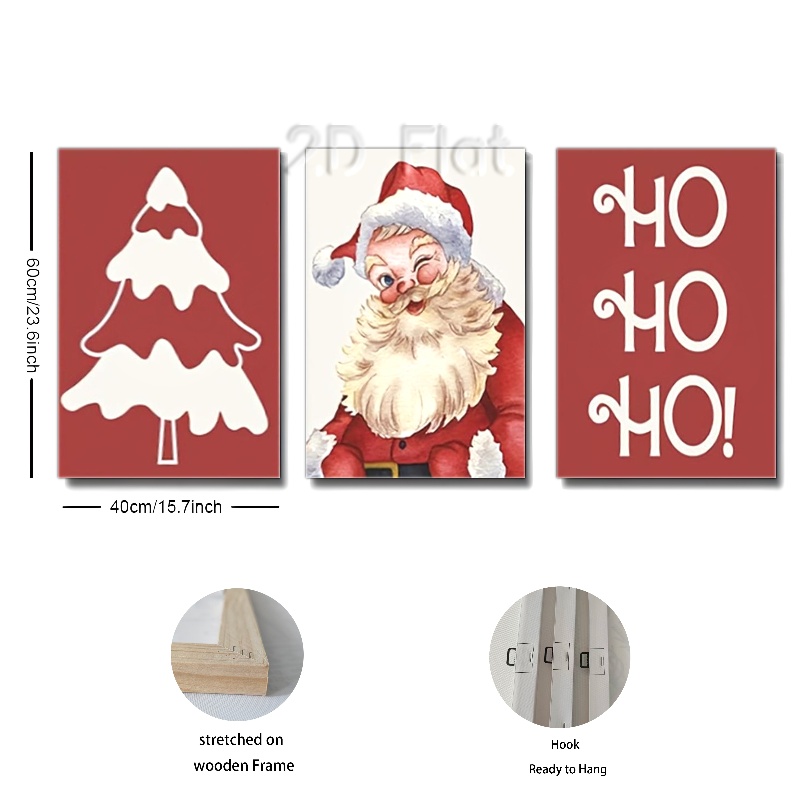 2D Flat
60cm/23.6inch
HO
HO
HO!
40cm/15.7inch
stretched on
wooden Frame
Hook
Ready to Hang